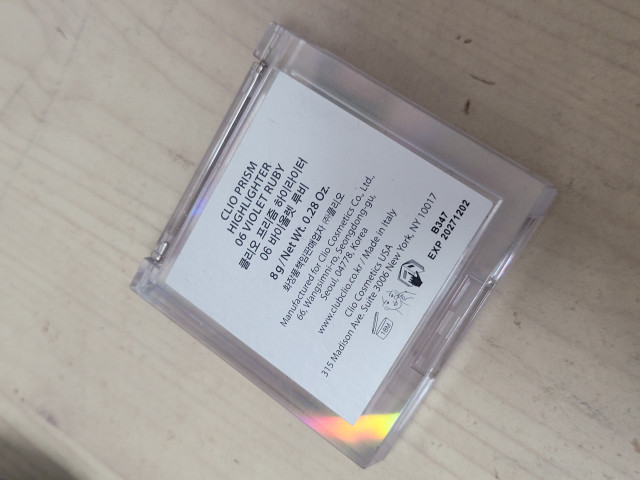 CLIO PRISM
HIGHLIGHTER
06 VIOLET RUBY
클리오 프리즘 하이라이터
06 바이올렛 루비
8 g / Net Wt. 0.28 Oz.
화장품책임판매업자 ㈜클리오
Manufactured for Clio Cosmetics Co., Ltd.,
66, Wangsimni-ro, Seongdong-gu,
Seoul, 04778, Korea
www.clubclio.co.kr / Made in Italy
Clio Cosmetics USA
315 Madison Ave. Suite 3006 New York, NY 10017
18M
B347
EXP 20271202